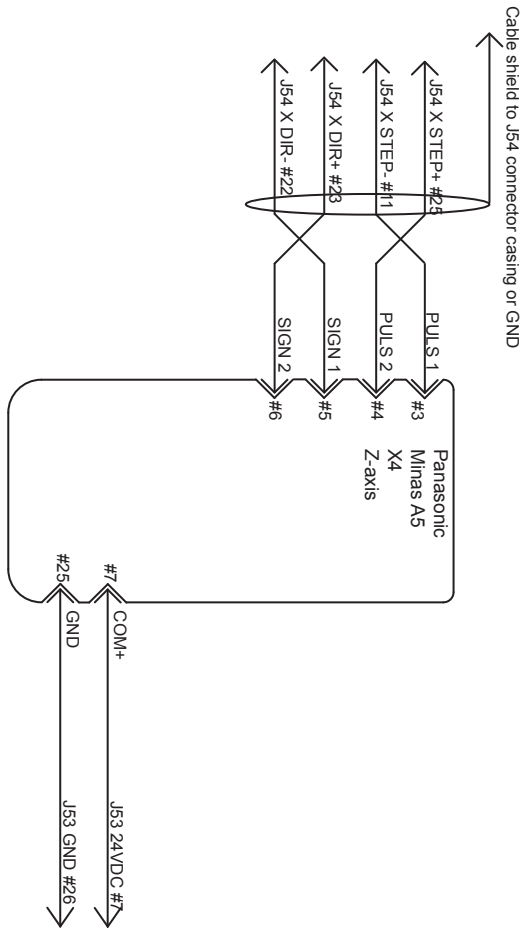 Cable shield to J54 connector casing or GND
J54 X STEP+ #25
J54 X STEP- #11
J54 X DIR+ #23
J54 X DIR- #22
PULS 1
PULS 2
SIGN 1
SIGN 2
#3
#4
#5
#6
Panasonic
Minas A5
X4
Z-axis
#7
#25
COM+
GND
J53 24VDC #7
J53 GND #26